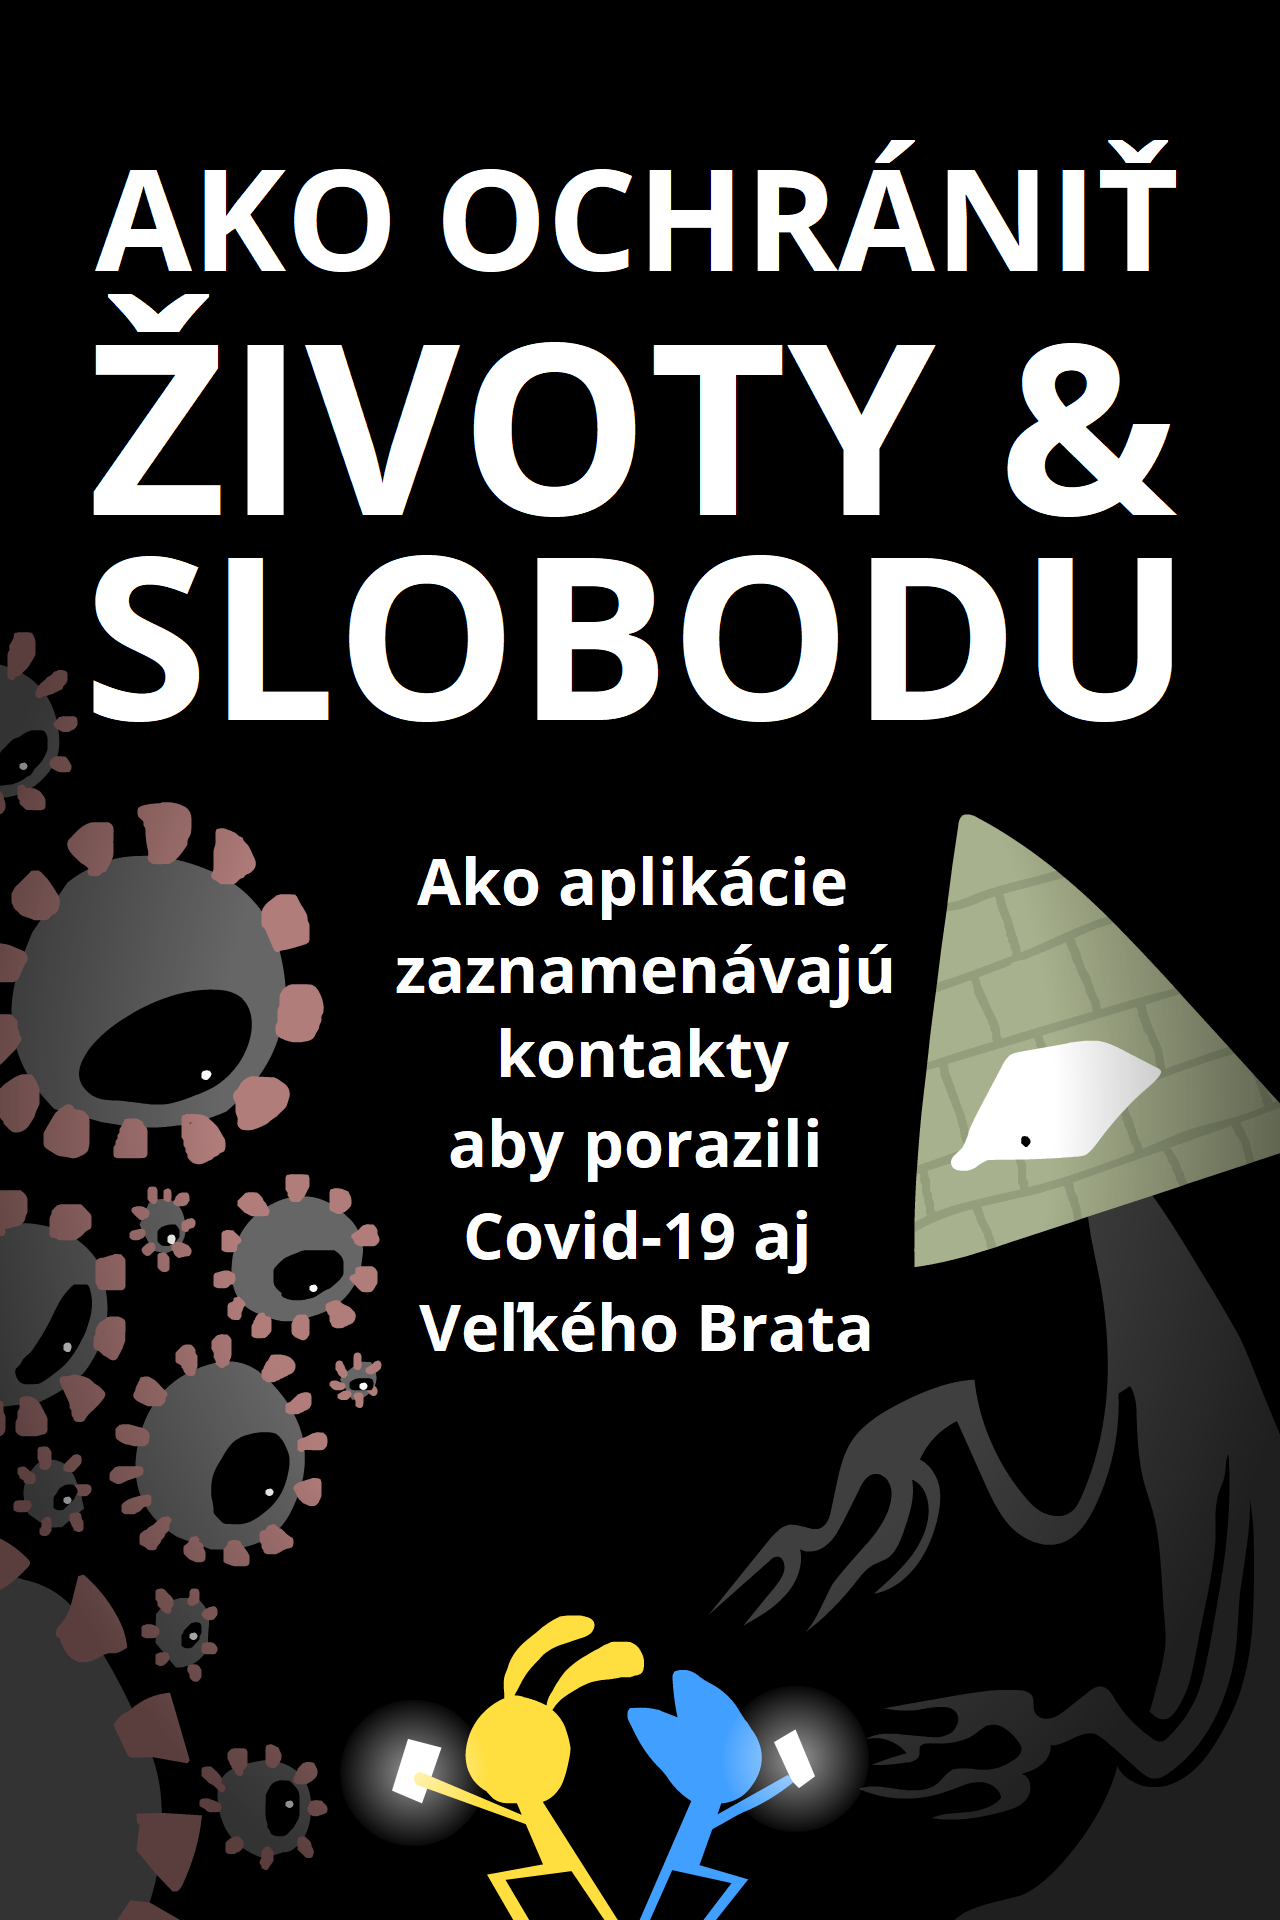 AKO OCHRÁNIŤ
ŽIVOTY &
SLOBODU
Ako aplikácie
zaznamenávajú
kontakty
aby porazili
Covid-19 aj
Veľkého Brata